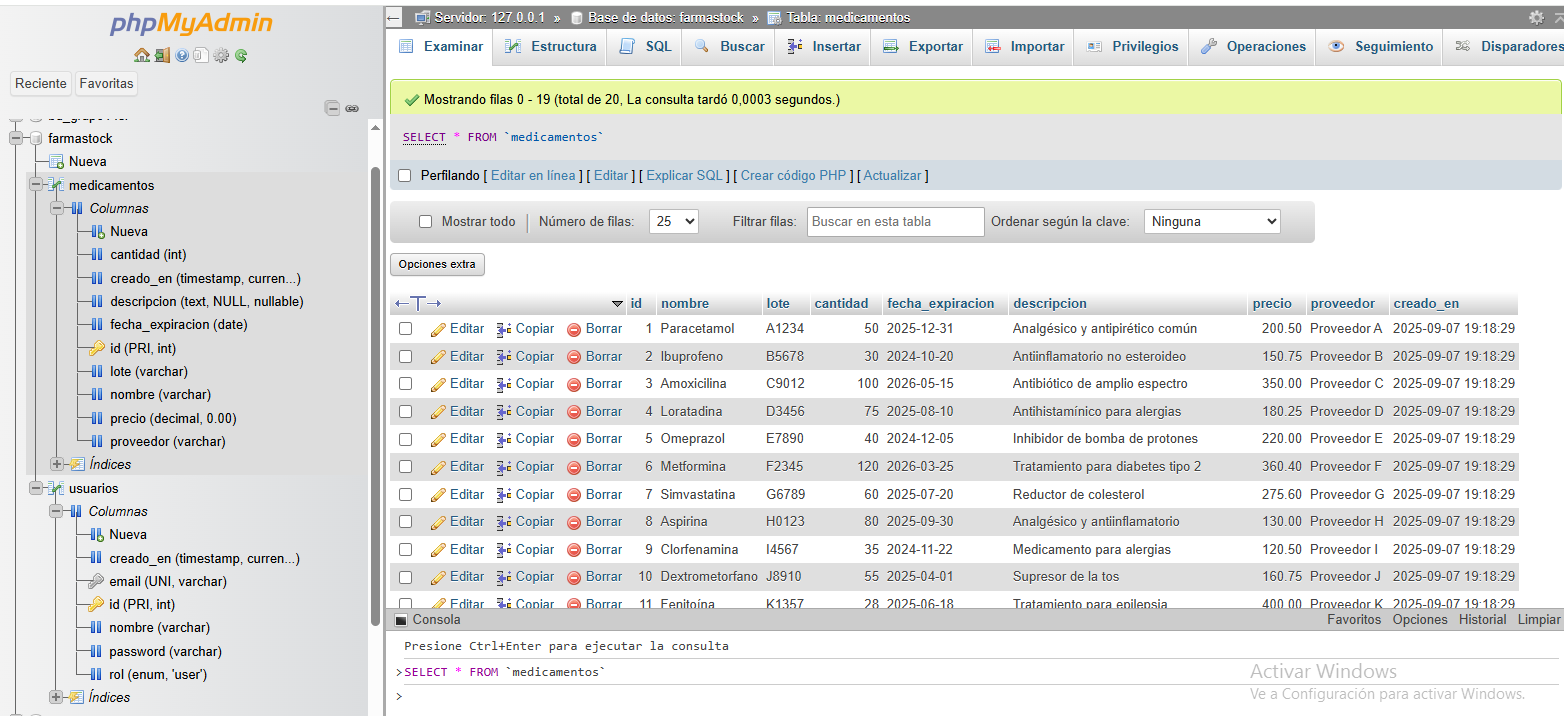 phpMyAdmin
Reciente Favoritas
farmastock
Nueva
medicamentos
Columnas
Nueva
cantidad (int)
creado_en (timestamp, curren...)
descripcion (text, NULL, nullable)
fecha_expiracion (date)
id (PRI, int)
lote (varchar)
nombre (varchar)
precio (decimal, 0.00)
proveedor (varchar)
Índices
usuarios
Columnas
Nueva
creado_en (timestamp, curren...)
email (UNI, varchar)
id (PRI, int)
nombre (varchar)
password (varchar)
rol (enum, 'user')
Índices
Servidor: 127.0.0.1 » Base de datos: farmastock » Tabla: medicamentos
Examinar Estructura SQL Buscar Insertar Exportar Importar Privilegios Operaciones Seguimiento Disparadores
Mostrando filas 0 - 19 (total de 20, La consulta tardó 0,0003 segundos.)
SELECT * FROM `medicamentos`
Perfilando [ Editar en línea ] [ Editar ] [ Explicar SQL ] [ Crear código PHP ] [ Actualizar ]
Mostrar todo | Número de filas: 25 Filtrar filas: Buscar en esta tabla Ordenar según la clave: Ninguna
Opciones extra
id nombre lote cantidad fecha_expiracion descripcion precio proveedor creado_en
Editar Copiar Borrar 1 Paracetamol A1234 50 2025-12-31 Analgésico y antipirético común 200.50 Proveedor A 2025-09-07 19:18:29
Editar Copiar Borrar 2 Ibuprofeno B5678 30 2024-10-20 Antiinflamatorio no esteroideo 150.75 Proveedor B 2025-09-07 19:18:29
Editar Copiar Borrar 3 Amoxicilina C9012 100 2026-05-15 Antibiótico de amplio espectro 350.00 Proveedor C 2025-09-07 19:18:29
Editar Copiar Borrar 4 Loratadina D3456 75 2025-08-10 Antihistamínico para alergias 180.25 Proveedor D 2025-09-07 19:18:29
Editar Copiar Borrar 5 Omeprazol E7890 40 2024-12-05 Inhibidor de bomba de protones 220.00 Proveedor E 2025-09-07 19:18:29
Editar Copiar Borrar 6 Metformina F2345 120 2026-03-25 Tratamiento para diabetes tipo 2 360.40 Proveedor F 2025-09-07 19:18:29
Editar Copiar Borrar 7 Simvastatina G6789 60 2025-07-20 Reductor de colesterol 275.60 Proveedor G 2025-09-07 19:18:29
Editar Copiar Borrar 8 Aspirina H0123 80 2025-09-30 Analgésico y antiinflamatorio 130.00 Proveedor H 2025-09-07 19:18:29
Editar Copiar Borrar 9 Clorfenamina I4567 35 2024-11-22 Medicamento para alergias 120.50 Proveedor I 2025-09-07 19:18:29
Editar Copiar Borrar 10 Dextrometorfano J8910 55 2025-04-01 Supresor de la tos 160.75 Proveedor J 2025-09-07 19:18:29
Editar Copiar Borrar 11 Fenitoína K1357 28 2025-06-18 Tratamiento para epilepsia 400.00 Proveedor K 2025-09-07 19:18:29
Consola Favoritos Opciones Historial Limpiar
Presione Ctrl+Enter para ejecutar la consulta
>SELECT * FROM `medicamentos`
>
Activar Windows
Ve a Configuración para activar Windows.